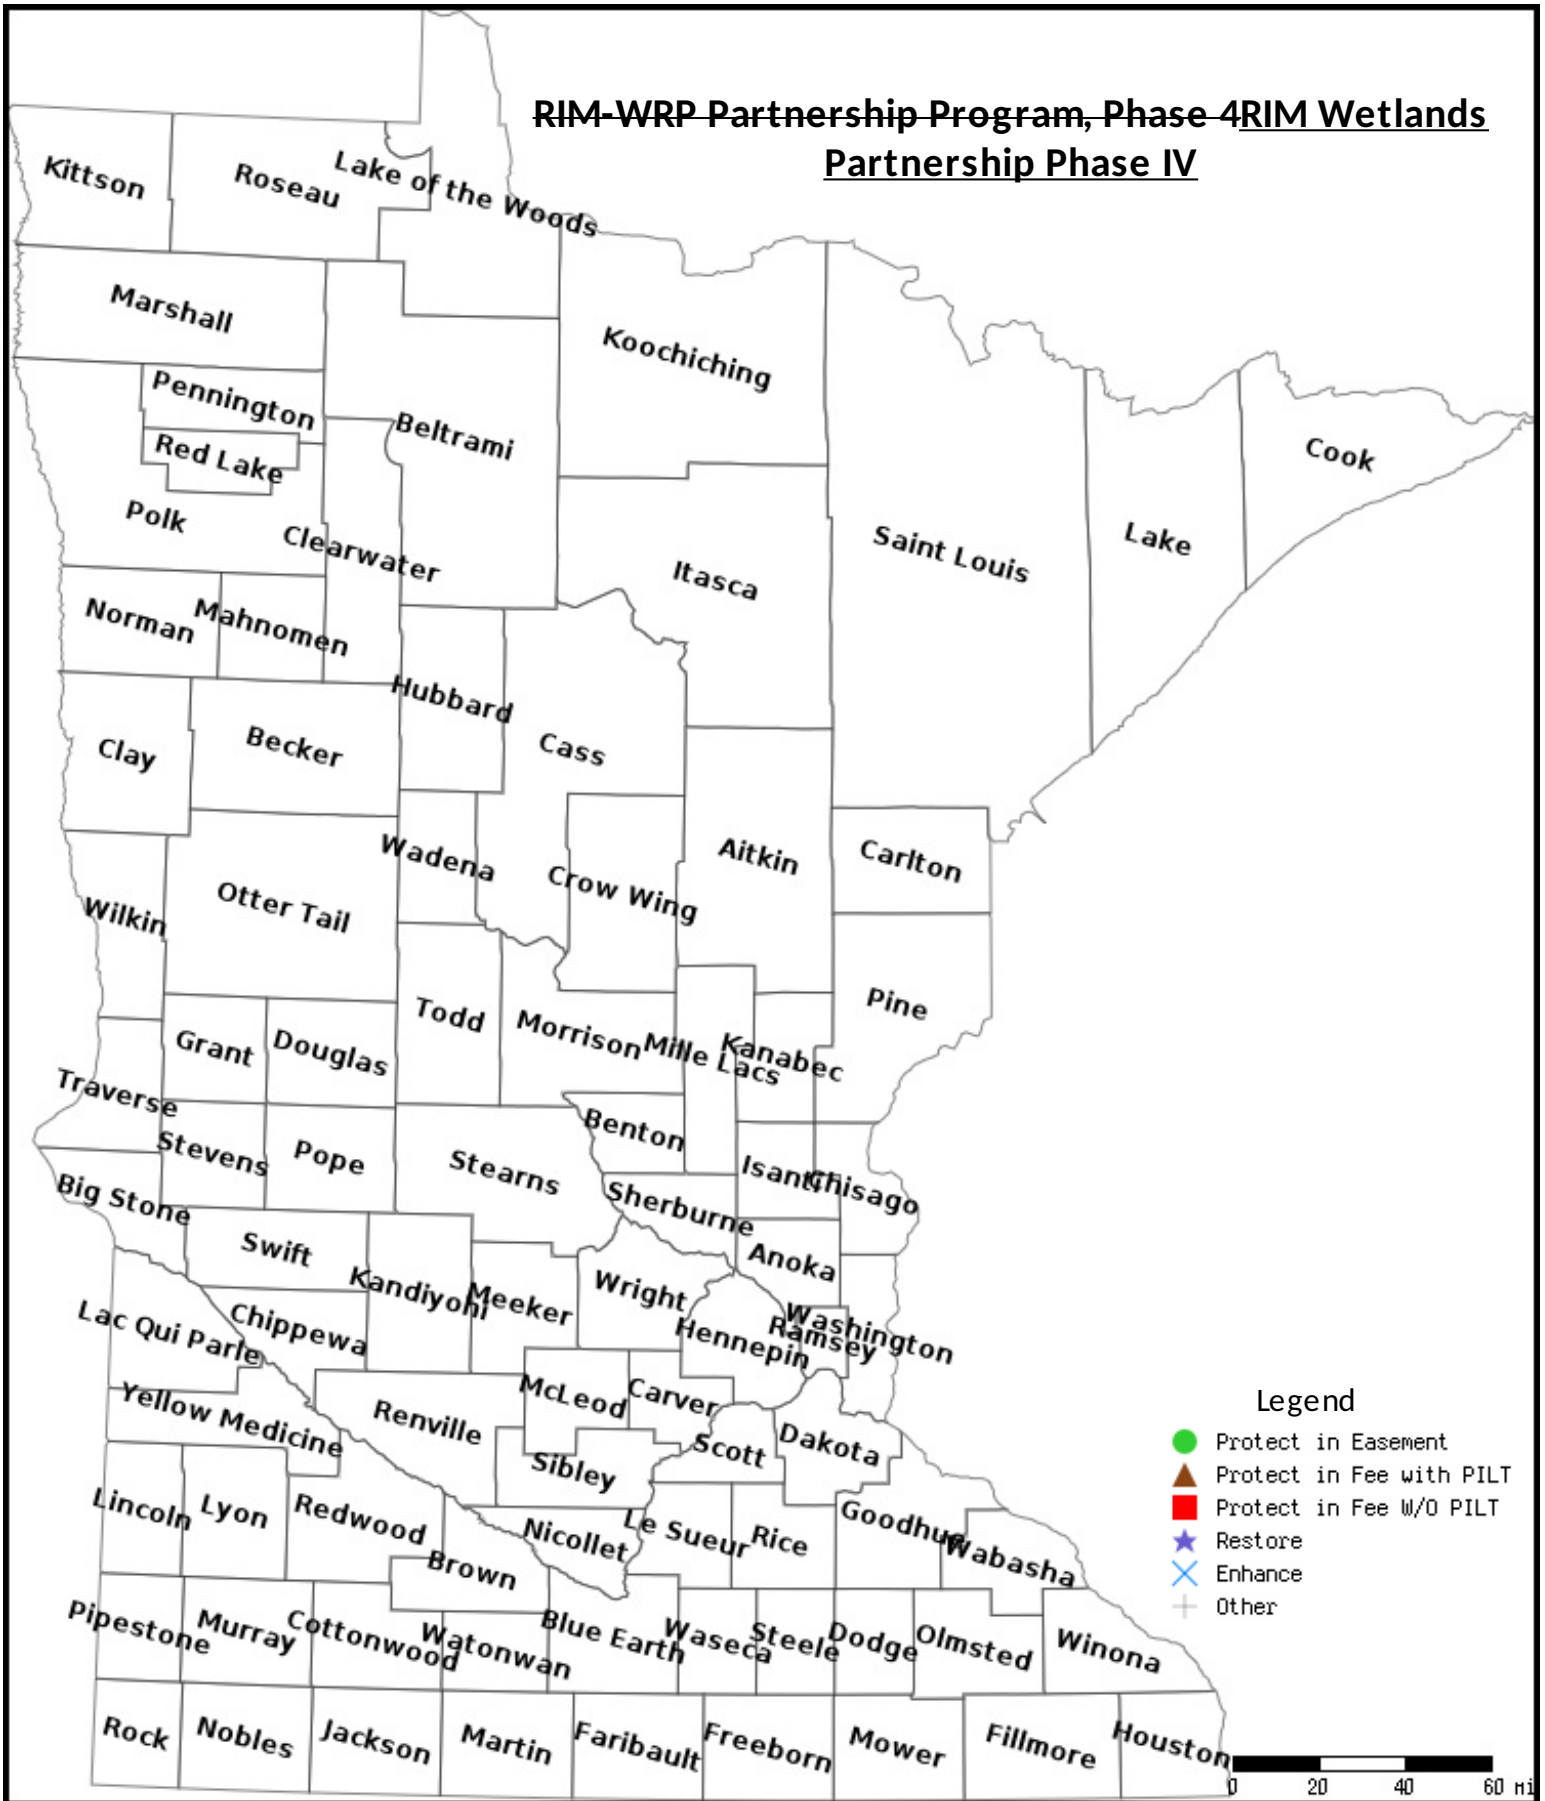 RIM-WRP Partnership Program, Phase 4RIM Wetlands
Partnership Phase IV
Kittson
Roseau
Lake of the Woods
Marshall
Koochiching
Pennington
Beltrami
Red Lake
Cook
Polk
Clearwater
Saint Louis
Lake
Itasca
Norman
Mahnomen
Hubbard
Clay
Becker
Cass
Wadena
Aitkin
Carlton
Otter Tail
Crow Wing
Wilkin
Todd
Morrison
Mille Lacs
Kanabec
Pine
Grant
Douglas
Traverse
Benton
Stevens
Pope
Stearns
Isanti
Chisago
Big Stone
Sherburne
Swift
Anoka
Kandiyohi
Meeker
Wright
Washington
Ramsey
Hennepin
Lac Qui Parle
Chippewa
McLeod
Carver
Yellow Medicine
Renville
Scott
Dakota
Sibley
Legend
Protect in Easement
Protect in Fee with PILT
Protect in Fee W/O PILT
Restore
Enhance
Other
Lincoln
Lyon
Redwood
Nicollet
Le Sueur
Rice
Goodhue
Wabasha
Brown
Pipestone
Murray
Cottonwood
Watonwan
Blue Earth
Waseca
Steele
Dodge
Olmsted
Winona
Rock
Nobles
Jackson
Martin
Faribault
Freeborn
Mower
Fillmore
Houston
0 20 40 60 mi